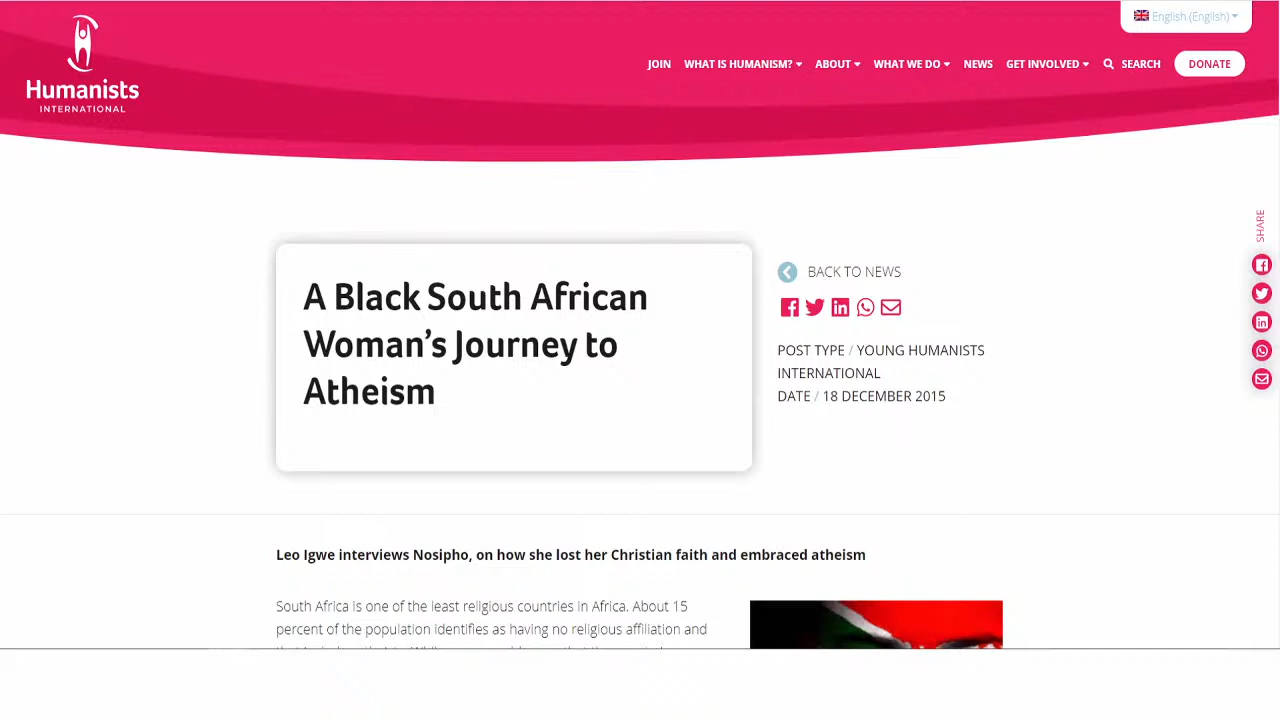 English (English)
Humanists
INTERNATIONAL
JOIN WHAT IS HUMANISM? ABOUT WHAT WE DO NEWS GET INVOLVED SEARCH DONATE
SHARE
A Black South African
Woman's Journey to
Atheism
BACK TO NEWS
POST TYPE / YOUNG HUMANISTS
INTERNATIONAL
DATE / 18 DECEMBER 2015
Leo Igwe interviews Nosipho, on how she lost her Christian faith and embraced atheism
South Africa is one of the least religious countries in Africa. About 15
percent of the population identifies as having no religious affiliation and